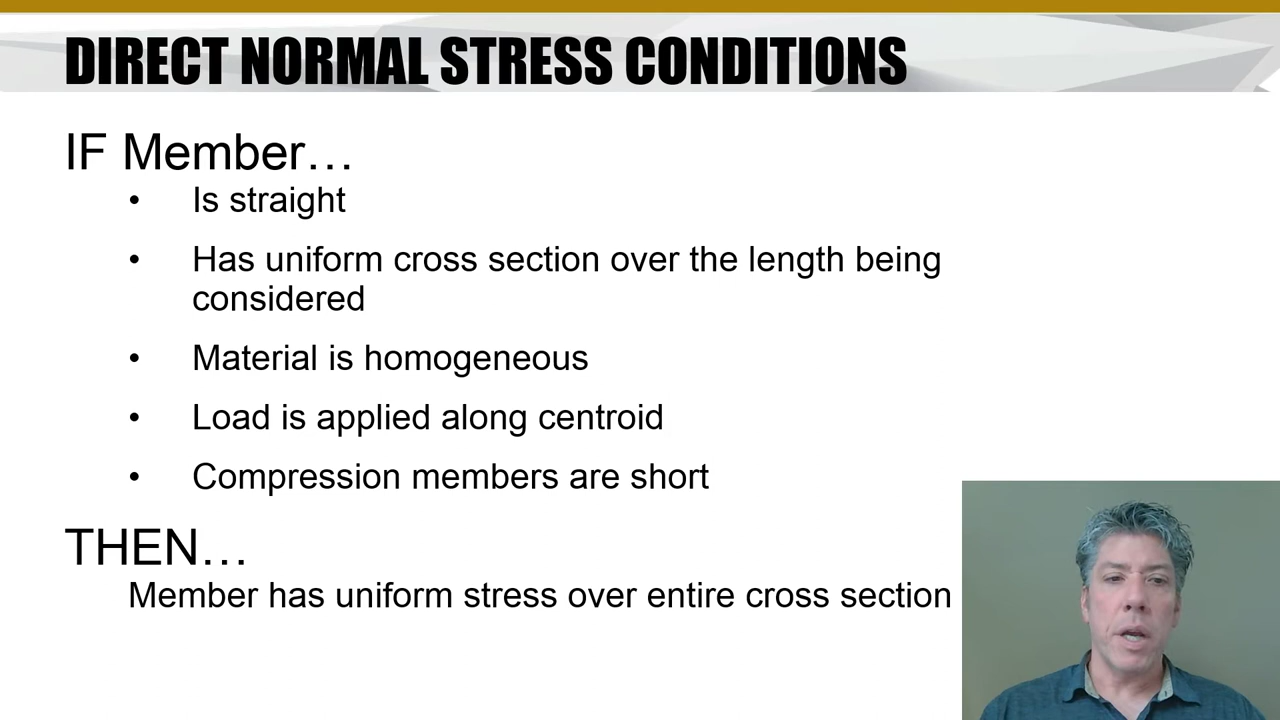 DIRECT NORMAL STRESS CONDITIONS
IF Member…
• Is straight
• Has uniform cross section over the length being
considered
• Material is homogeneous
• Load is applied along centroid
• Compression members are short
THEN…
Member has uniform stress over entire cross section